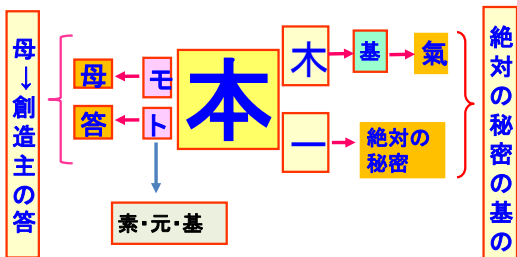 母→創造主の答
母
答
モ
ト
素・元・基
本
木
一
基
氣
絶対の
秘密
絶対の秘密の基の